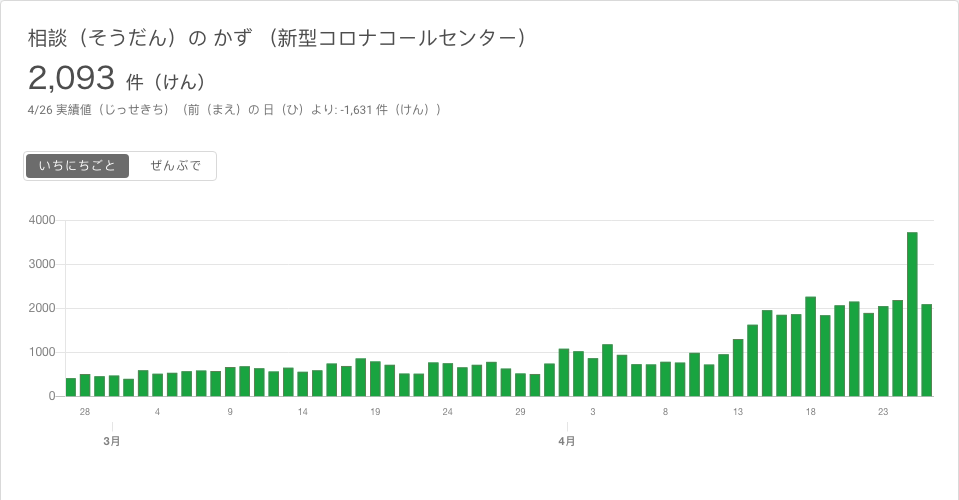 相談（そうだん）の かず （新型コロナコールセンター）
2,093 件（けん）
4/26 実績値（じっせきち）（前（まえ）の 日（ひ）より: -1,631 件（けん））
いちにちごと ぜんぶで
4000
3000
2000
1000
0
28 4 9 14 19 24 29 3 8 13 18 23
3月 4月